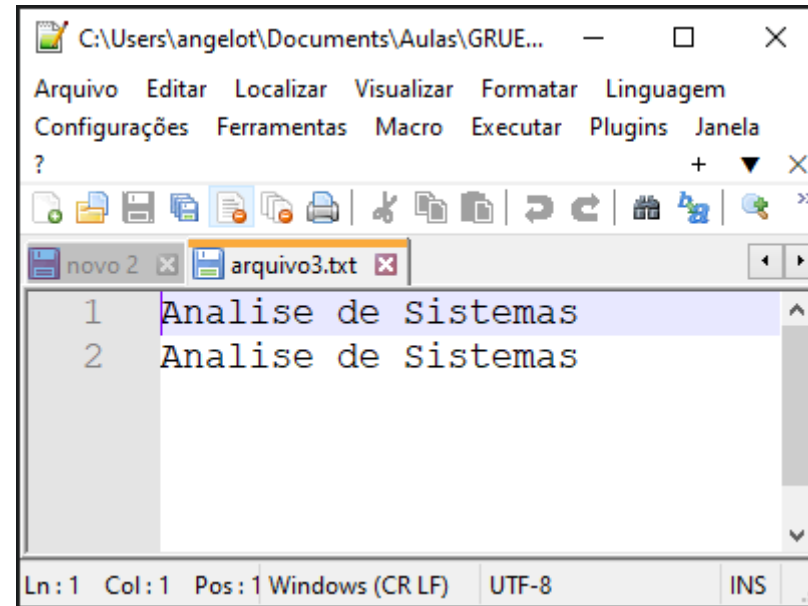 C:\Users\angelot\Documents\Aulas\GRUE...
Arquivo Editar Localizar Visualizar Formatar Linguagem
Configurações Ferramentas Macro Executar Plugins Janela
?
novo 2 arquivo3.txt
1 Analise de Sistemas
2 Analise de Sistemas
Ln : 1 Col : 1 Pos : 1 Windows (CR LF) UTF-8 INS